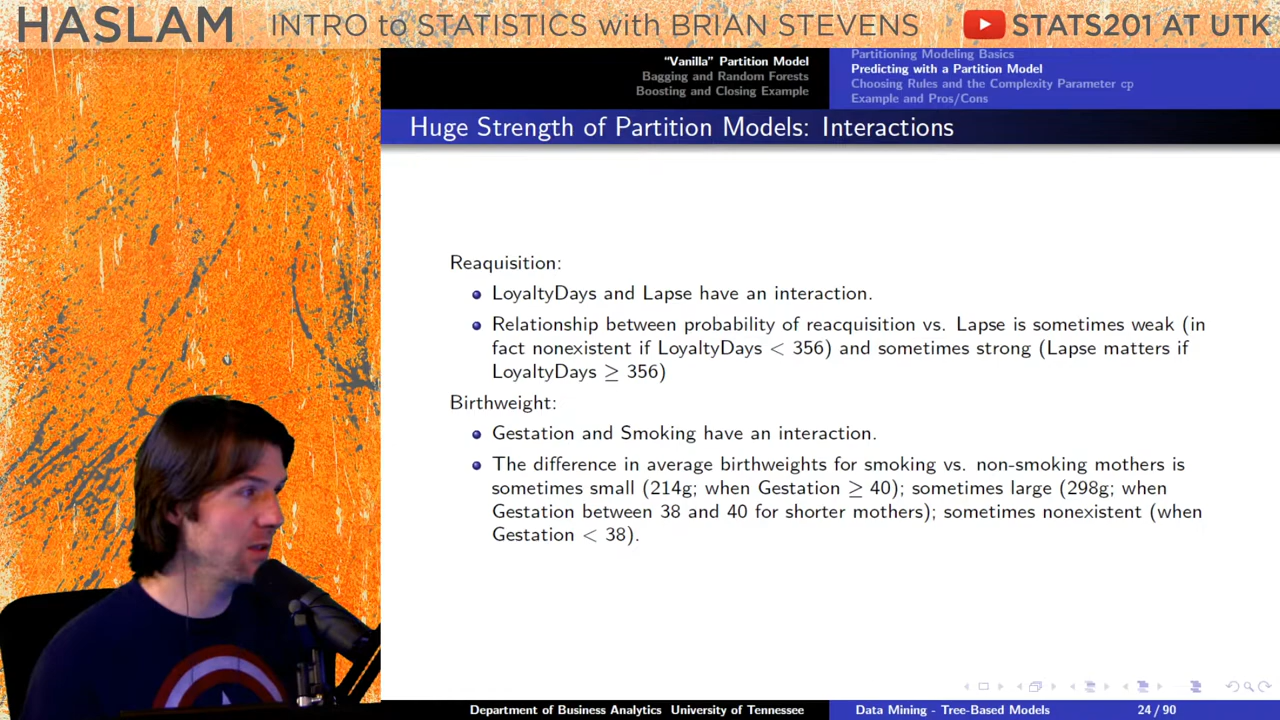 HASLAM INTRO to STATISTICS with BRIAN STEVENS STATS201 AT UTK
"Vanilla" Partition Model
Bagging and Random Forests
Boosting and Closing Example
Partitioning Modeling Basics
Predicting with a Partition Model
Choosing Rules and the Complexity Parameter cp
Example and Pros/Cons
Huge Strength of Partition Models: Interactions
Reaquisition:
LoyaltyDays and Lapse have an interaction.
Relationship between probability of reacquisition vs. Lapse is sometimes weak (in
fact nonexistent if LoyaltyDays < 356) and sometimes strong (Lapse matters if
LoyaltyDays ≥ 356)
Birthweight:
Gestation and Smoking have an interaction.
The difference in average birthweights for smoking vs. non-smoking mothers is
sometimes small (214g; when Gestation ≥ 40); sometimes large (298g; when
Gestation between 38 and 40 for shorter mothers); sometimes nonexistent (when
Gestation < 38).
Department of Business Analytics University of Tennessee Data Mining - Tree-Based Models 24 / 90